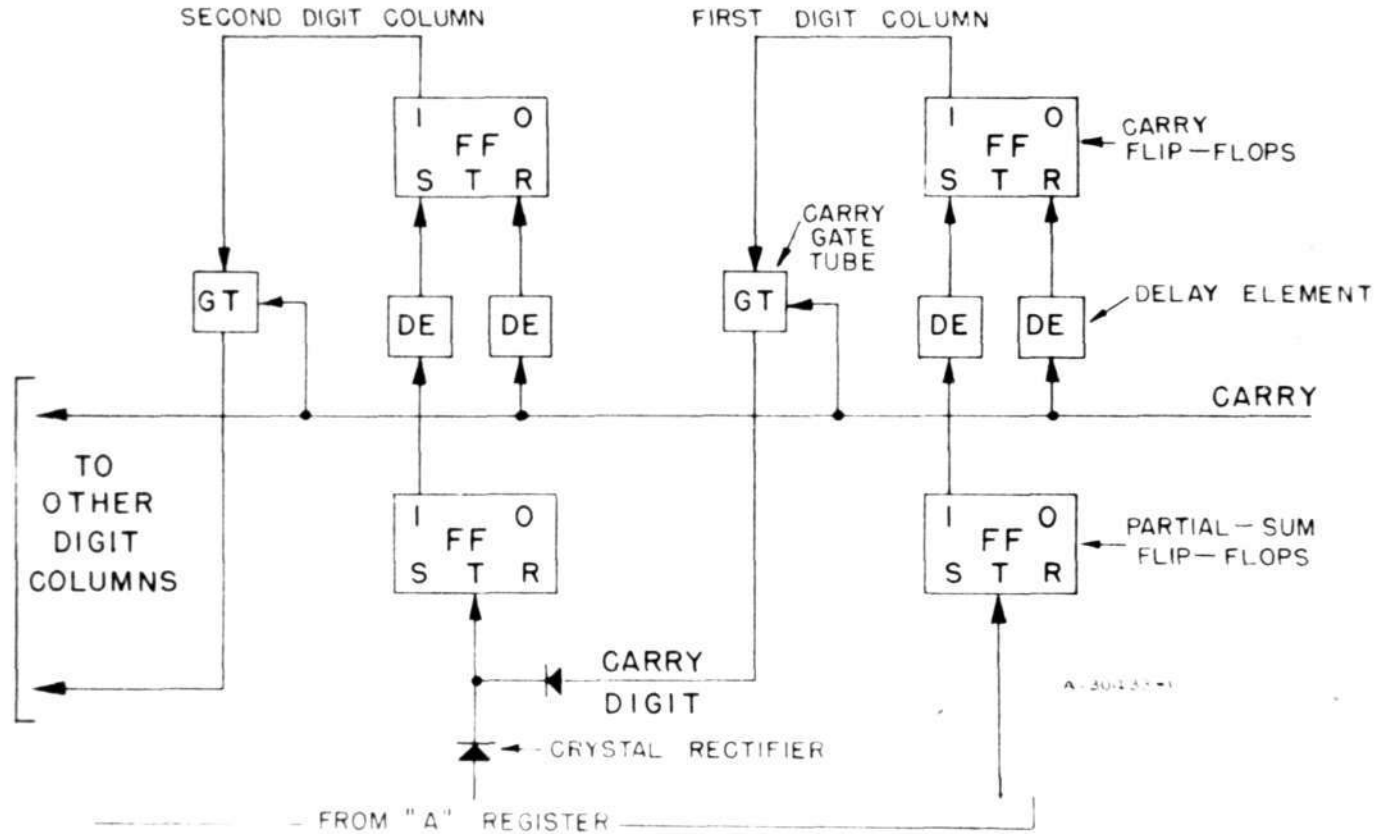 SECOND DIGIT COLUMN
FIRST DIGIT COLUMN
I O
FF
S T R
I O
FF
S T R
CARRY
FLIP-FLOPS
CARRY
GATE
TUBE
GT
DE
DE
GT
DE
DE
DELAY ELEMENT
CARRY
TO
OTHER
DIGIT
COLUMNS
I O
FF
S T R
I O
FF
S T R
PARTIAL-SUM
FLIP-FLOPS
CARRY
DIGIT
CRYSTAL RECTIFIER
FROM "A" REGISTER